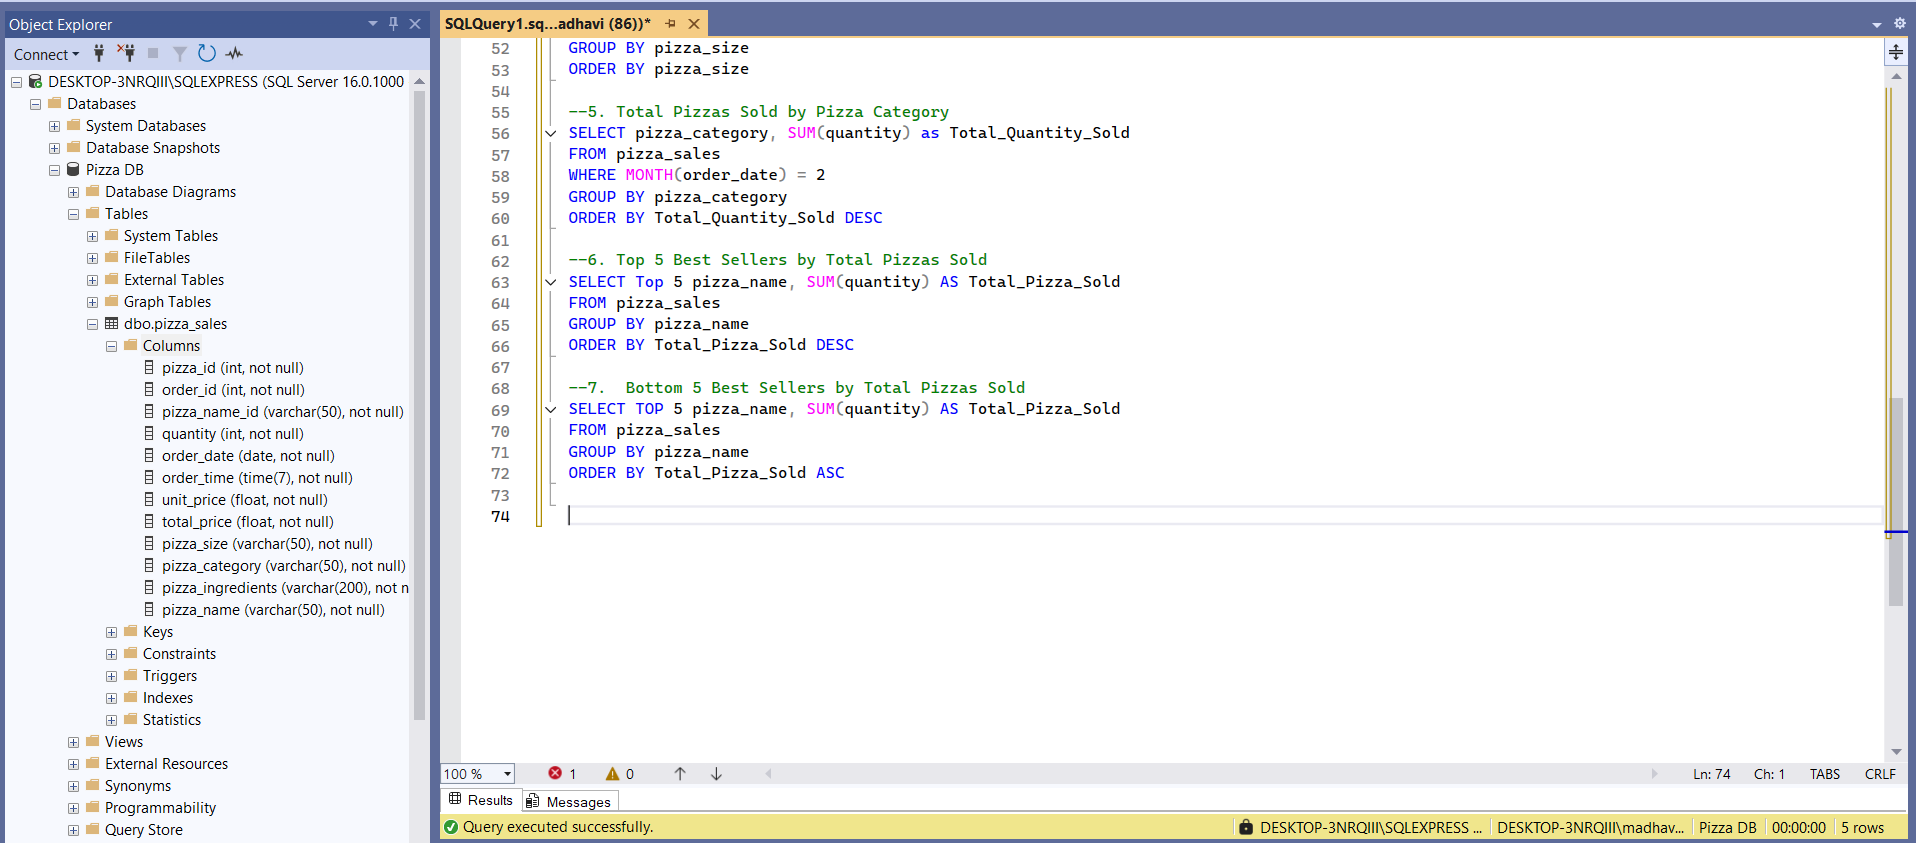 Object Explorer
Connect
DESKTOP-3NRQIII\SQLEXPRESS (SQL Server 16.0.1000
Databases
System Databases
Database Snapshots
Pizza DB
Database Diagrams
Tables
System Tables
FileTables
External Tables
Graph Tables
dbo.pizza_sales
Columns
pizza_id (int, not null)
order_id (int, not null)
pizza_name_id (varchar(50), not null)
quantity (int, not null)
order_date (date, not null)
order_time (time(7), not null)
unit_price (float, not null)
total_price (float, not null)
pizza_size (varchar(50), not null)
pizza_category (varchar(50), not null)
pizza_ingredients (varchar(200), not n
pizza_name (varchar(50), not null)
Keys
Constraints
Triggers
Indexes
Statistics
Views
External Resources
Synonyms
Programmability
Query Store
SQLQuery1.sq...adhavi (86))*
52 GROUP BY pizza_size
53 ORDER BY pizza_size
54
55 --5. Total Pizzas Sold by Pizza Category
56 SELECT pizza_category, SUM(quantity) as Total_Quantity_Sold
57 FROM pizza_sales
58 WHERE MONTH(order_date) = 2
59 GROUP BY pizza_category
60 ORDER BY Total_Quantity_Sold DESC
61
62 --6. Top 5 Best Sellers by Total Pizzas Sold
63 SELECT Top 5 pizza_name, SUM(quantity) AS Total_Pizza_Sold
64 FROM pizza_sales
65 GROUP BY pizza_name
66 ORDER BY Total_Pizza_Sold DESC
67
68 --7.  Bottom 5 Best Sellers by Total Pizzas Sold
69 SELECT TOP 5 pizza_name, SUM(quantity) AS Total_Pizza_Sold
70 FROM pizza_sales
71 GROUP BY pizza_name
72 ORDER BY Total_Pizza_Sold ASC
73
74
100 % 1 0 Ln: 74 Ch: 1 TABS CRLF
Results Messages
Query executed successfully. DESKTOP-3NRQIII\SQLEXPRESS ... DESKTOP-3NRQIII\madhav... Pizza DB 00:00:00 5 rows